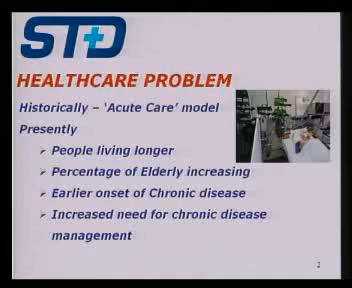 STD
HEALTHCARE PROBLEM
Historically – 'Acute Care' model
Presently
➢ People living longer
➢ Percentage of Elderly increasing
➢ Earlier onset of Chronic disease
➢ Increased need for chronic disease
management
2